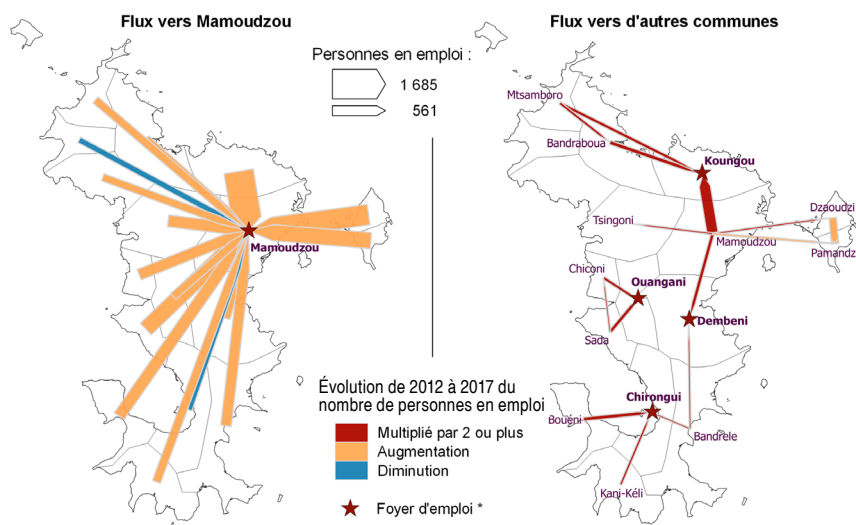 Flux vers Mamoudzou
Flux vers d'autres communes
Personnes en emploi :
1 685
561
Mamoudzou
Mtsamboro
Bandraboua
Koungou
Dzaoudzi
Tsingoni
Mamoudzou
Pamandzi
Chiconi
Ouangani
Dembeni
Sada
Chirongui
Bouéni
Bandrele
Kani-Kéli
Évolution de 2012 à 2017 du
nombre de personnes en emploi
Multiplié par 2 ou plus
Augmentation
Diminution
Foyer d'emploi *